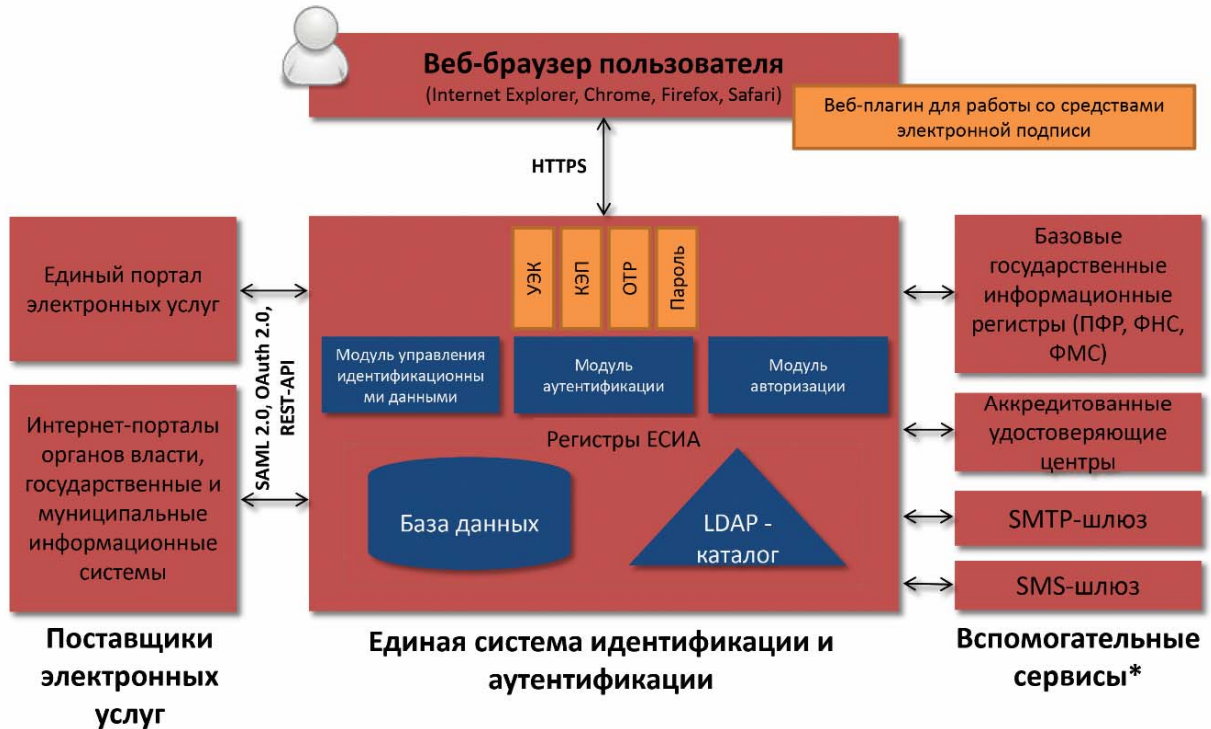 Веб-браузер пользователя
(Internet Explorer, Chrome, Firefox, Safari)
Веб-плагин для работы со средствами
электронной подписи
HTTPS
Единый портал
электронных услуг
Интернет-порталы
органов власти,
государственные и
муниципальные
информационные
системы
SAML 2.0, OAuth 2.0,
REST-API
УЭК
КЭП
ОТР
Пароль
Модуль управления
идентификационны
ми данными
Модуль
аутентификации
Модуль
авторизации
Регистры ЕСИА
База данных
LDAP -
каталог
Базовые
государственные
информационные
регистры (ПФР, ФНС,
ФМС)
Аккредитованные
удостоверяющие
центры
SMTP-шлюз
SMS-шлюз
Поставщики
электронных
услуг
Единая система идентификации и
аутентификации
Вспомогательные
сервисы*